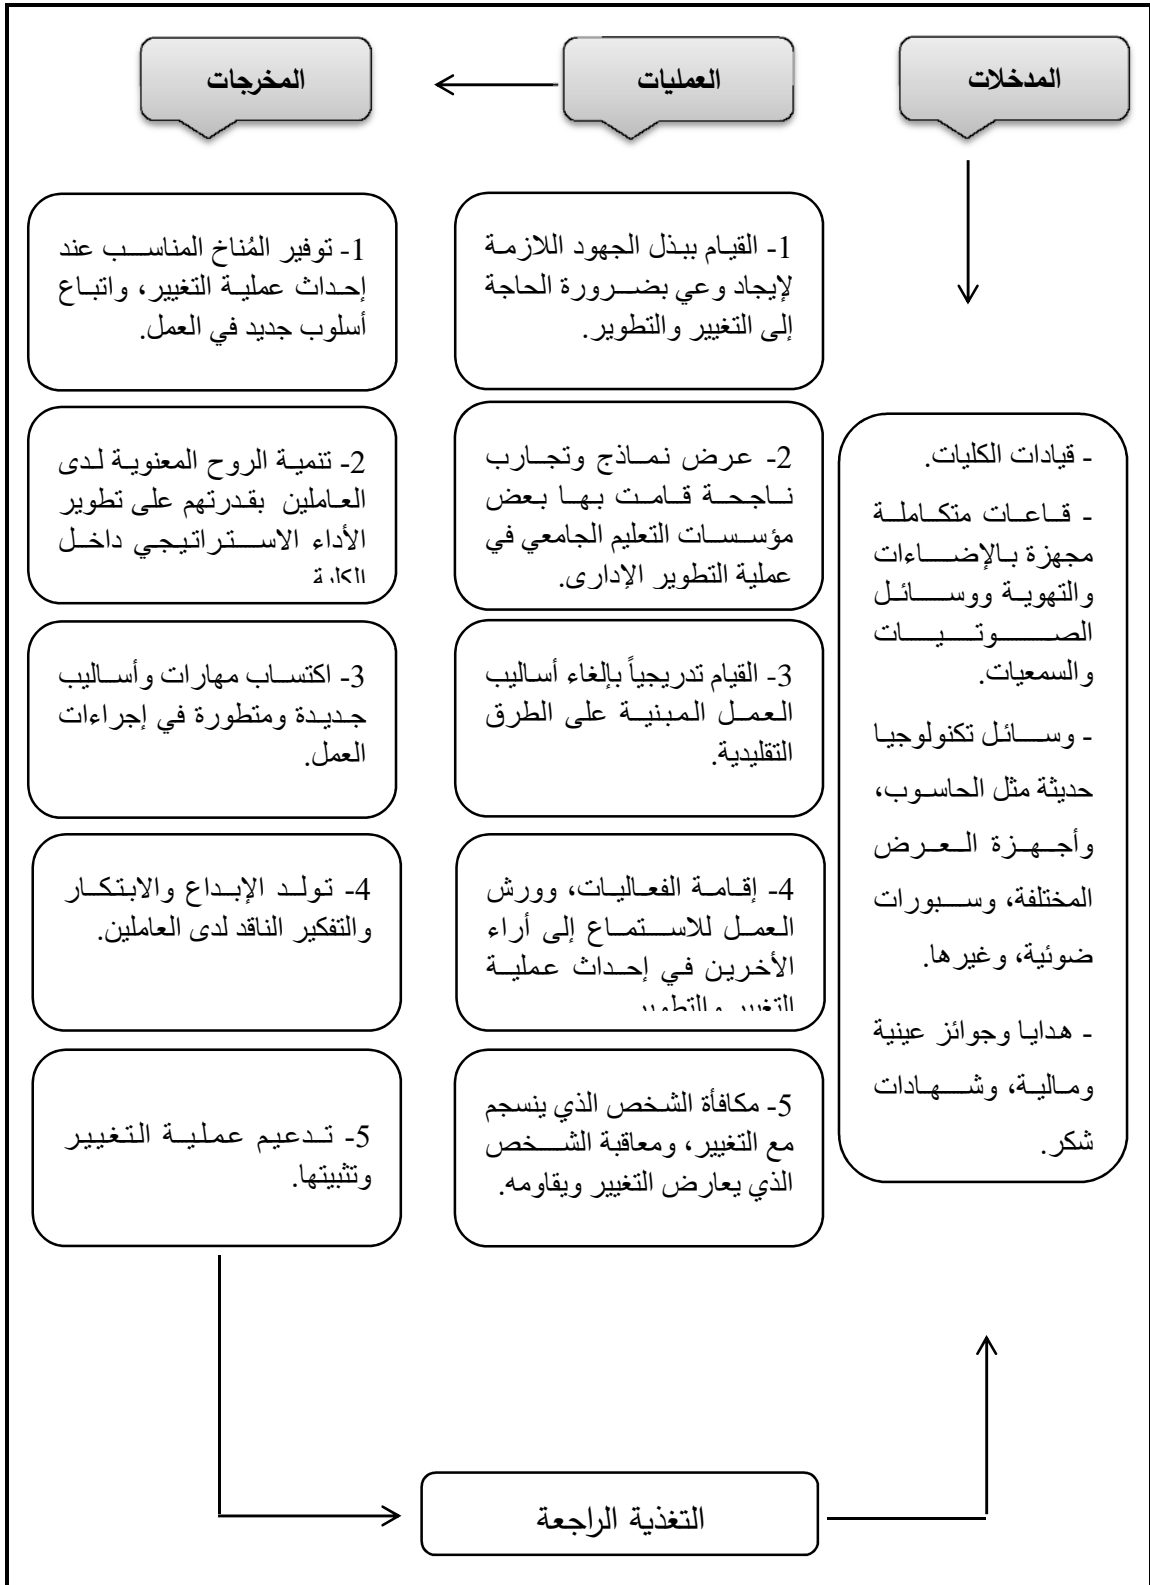 المدخلات
العمليات
المخرجات
- قيادات الكليات.
- قاعات متكاملة
مجهزة بالإضاءات
والتهوية ووسائل
الصوتيات
والسمعيات.
- وسائل تكنولوجيا
حديثة مثل الحاسوب،
وأجهزة العرض
المختلفة، وسبورات
ضوئية، وغيرها.
- هدايا وجوائز عينية
ومالية، وشهادات
شكر.
1- القيام ببذل الجهود اللازمة
لإيجاد وعي بضرورة الحاجة
إلى التغيير والتطوير.
2- عرض نماذج وتجارب
ناجحة قامت بها بعض
مؤسسات التعليم الجامعي في
عملية التطوير الإداري.
3- القيام تدريجياً بإلغاء أساليب
العمل المبنية على الطرق
التقليدية.
4- إقامة الفعاليات، وورش
العمل للاستماع إلى أراء
الأخرين في إحداث عملية
التغيير والتطوير
5- مكافأة الشخص الذي ينسجم
مع التغيير، ومعاقبة الشخص
الذي يعارض التغيير ويقاومه.
1- توفير المُناخ المناسب عند
إحداث عملية التغيير، واتباع
أسلوب جديد في العمل.
2- تنمية الروح المعنوية لدى
العاملين بقدرتهم على تطوير
الأداء الاستراتيجي داخل
الكلية
3- اكتساب مهارات وأساليب
جديدة ومتطورة في إجراءات
العمل.
4- تولد الإبداع والابتكار
والتفكير الناقد لدى العاملين.
5- تدعيم عملية التغيير
وتثبيتها.
التغذية الراجعة